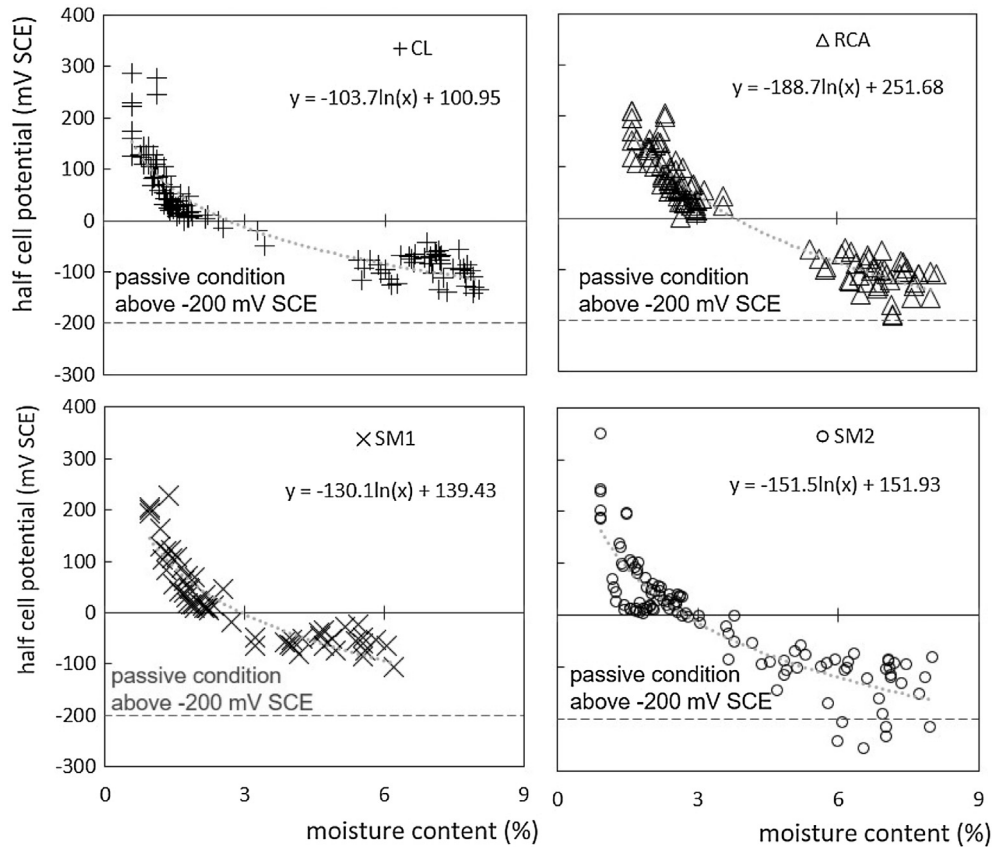 400
300
200
100
0
-100
-200
-300
half cell potential (mV SCE)
CL
y = -103.7ln(x) + 100.95
passive condition
above -200 mV SCE
RCA
y = -188.7ln(x) + 251.68
passive condition
above -200 mV SCE
400
300
200
100
0
-100
-200
-300
half cell potential (mV SCE)
SM1
y = -130.1ln(x) + 139.43
passive condition
above -200 mV SCE
0 3 6 9
moisture content (%)
SM2
y = -151.5ln(x) + 151.93
passive condition
above -200 mV SCE
0 3 6 9
moisture content (%)